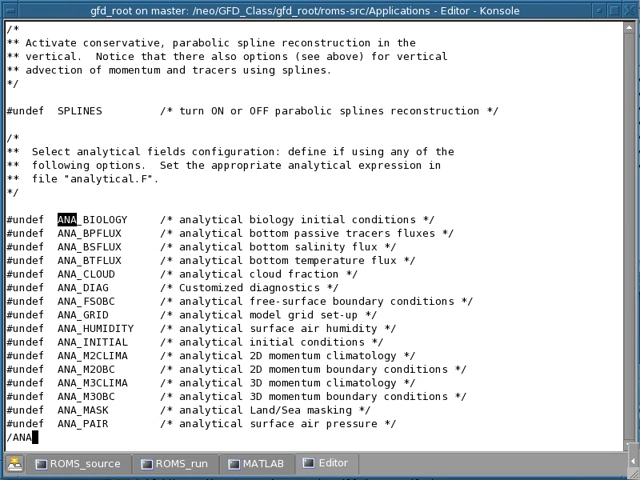 gfd_root on master: /neo/GFD_Class/gfd_root/roms-src/Applications - Editor - Konsole
/*
** Activate conservative, parabolic spline reconstruction in the
** vertical.  Notice that there also options (see above) for vertical
** advection of momentum and tracers using splines.
*/
#undef  SPLINES         /* turn ON or OFF parabolic splines reconstruction */
/*
**  Select analytical fields configuration: define if using any of the
**  following options.  Set the appropriate analytical expression in
**  file "analytical.F".
*/
#undef  ANA_BIOLOGY     /* analytical biology initial conditions */
#undef  ANA_BPFLUX      /* analytical bottom passive tracers fluxes */
#undef  ANA_BSFLUX      /* analytical bottom salinity flux */
#undef  ANA_BTFLUX      /* analytical bottom temperature flux */
#undef  ANA_CLOUD       /* analytical cloud fraction */
#undef  ANA_DIAG        /* Customized diagnostics */
#undef  ANA_FSOBC       /* analytical free-surface boundary conditions */
#undef  ANA_GRID        /* analytical model grid set-up */
#undef  ANA_HUMIDITY    /* analytical surface air humidity */
#undef  ANA_INITIAL     /* analytical initial conditions */
#undef  ANA_M2CLIMA     /* analytical 2D momentum climatology */
#undef  ANA_M2OBC       /* analytical 2D momentum boundary conditions */
#undef  ANA_M3CLIMA     /* analytical 3D momentum climatology */
#undef  ANA_M3OBC       /* analytical 3D momentum boundary conditions */
#undef  ANA_MASK        /* analytical Land/Sea masking */
#undef  ANA_PAIR        /* analytical surface air pressure */
/ANA
ROMS_source ROMS_run MATLAB Editor